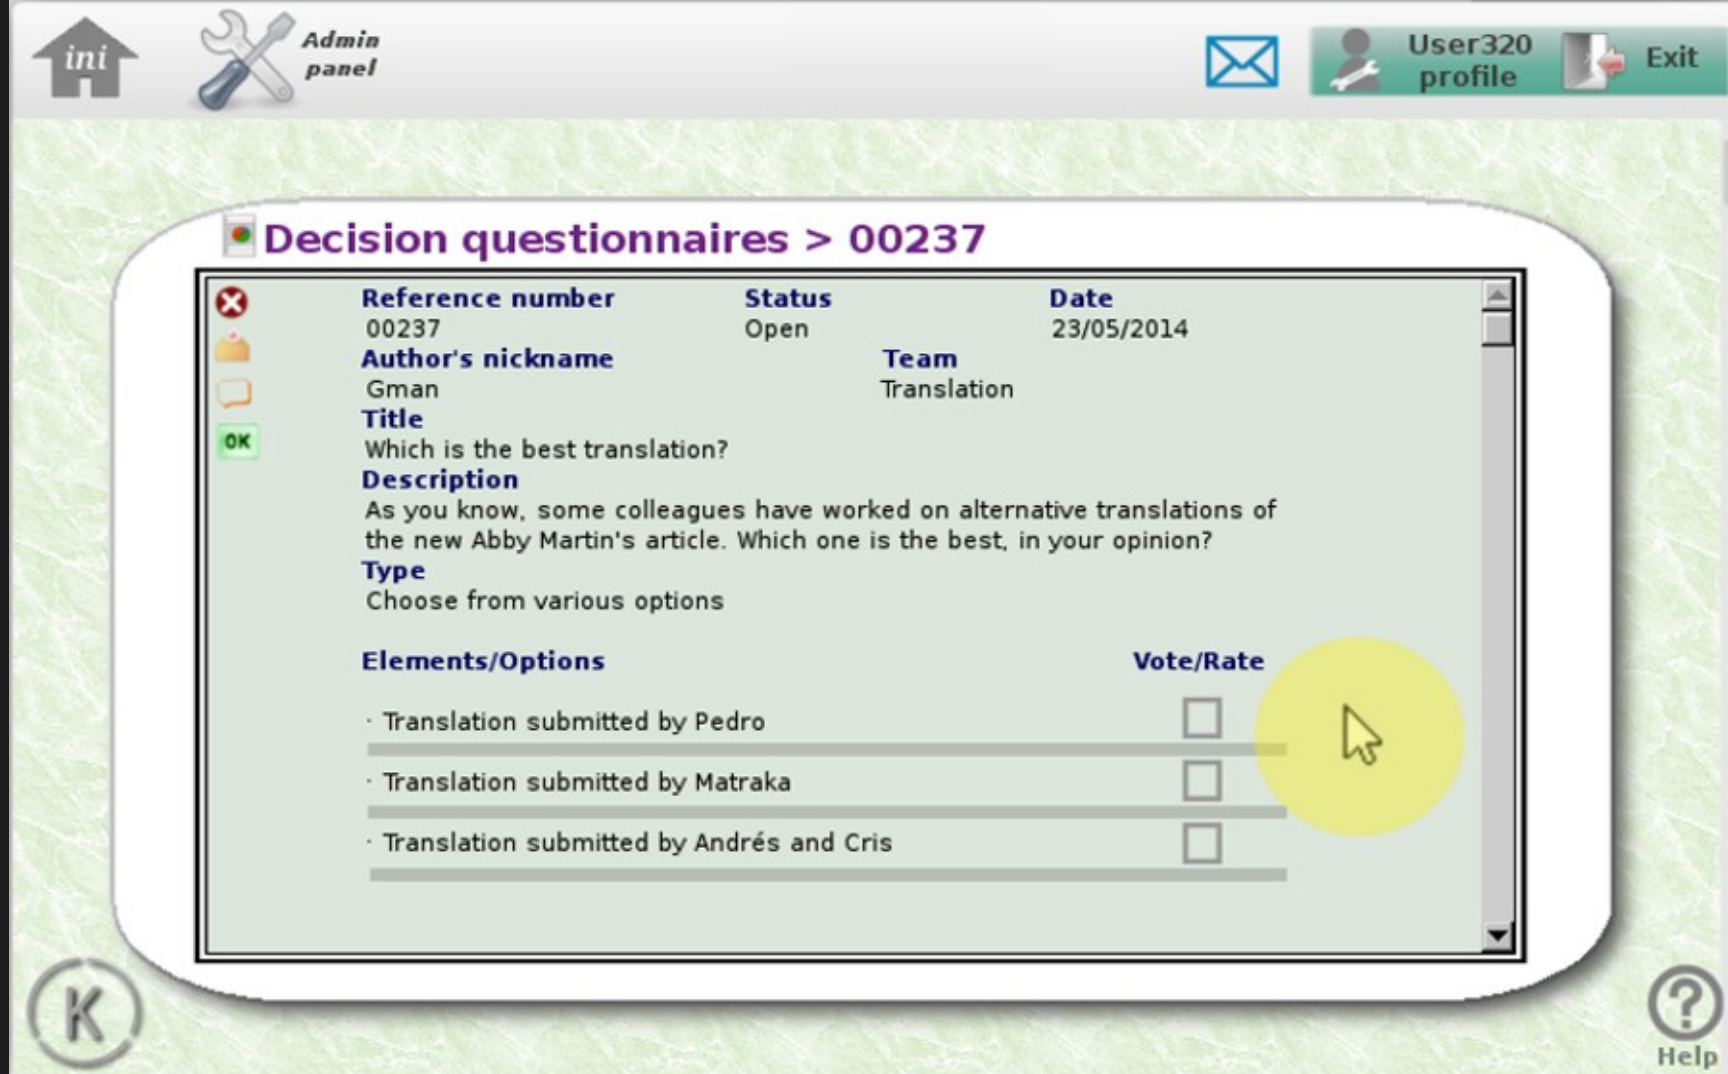 ini
Admin
panel
User320
profile
Exit
Decision questionnaires > 00237
Reference number Status Date
00237 Open 23/05/2014
Author's nickname Team
Gman Translation
Title
Which is the best translation?
Description
As you know, some colleagues have worked on alternative translations of
the new Abby Martin's article. Which one is the best, in your opinion?
Type
Choose from various options
Elements/Options Vote/Rate
· Translation submitted by Pedro
· Translation submitted by Matraka
· Translation submitted by Andrés and Cris
OK
K
?
Help